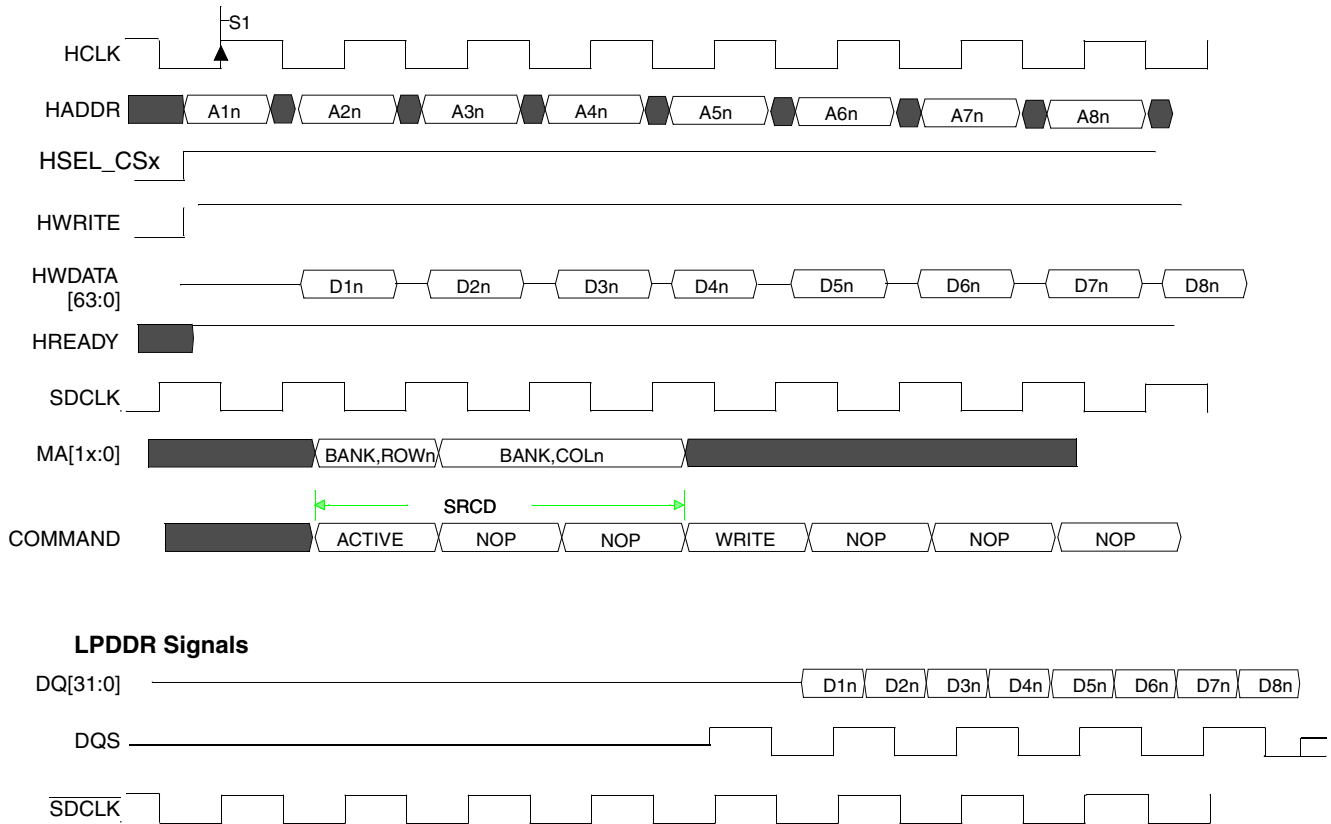 S1
HCLK
HADDR A1n A2n A3n A4n A5n A6n A7n A8n
HSEL_CSx
HWRITE
HWDATA
[63:0]
D1n D2n D3n D4n D5n D6n D7n D8n
HREADY
SDCLK
MA[1x:0] BANK,ROWn BANK,COLn
SRCD
COMMAND ACTIVE NOP NOP WRITE NOP NOP NOP
LPDDR Signals
DQ[31:0] D1n D2n D3n D4n D5n D6n D7n D8n
DQS
SDCLK